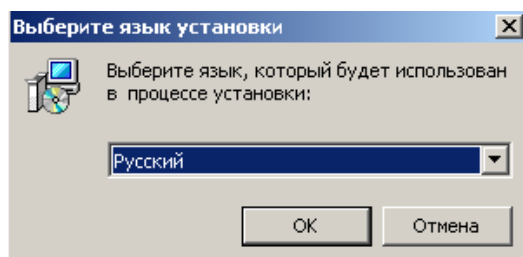 Выберите язык установки
Выберите язык, который будет использован
в процессе установки:
Русский
OK
Отмена